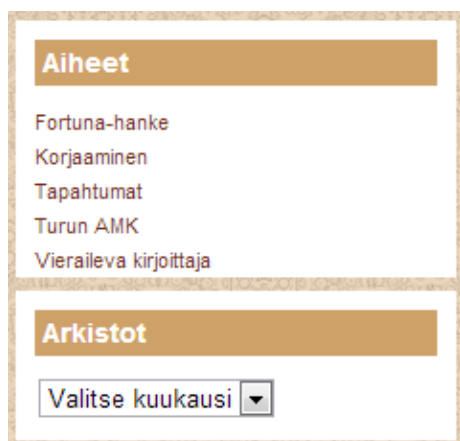 Aiheet
Fortuna-hanke
Korjaaminen
Tapahtumat
Turun AMK
Vieraileva kirjoittaja
Arkistot
Valitse kuukausi